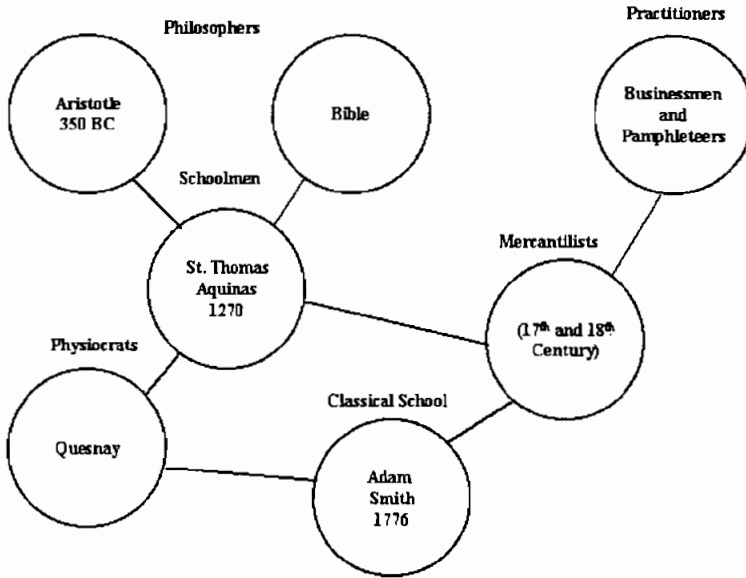 Practitioners
Philosophers
Aristotle
350 BC
Bible
Businessmen
and
Pamphleteers
Schoolmen
Mercantilists
St. Thomas
Aquinas
1270
(17th and 18th
Century)
Physiocrats
Classical School
Quesnay
Adam
Smith
1776